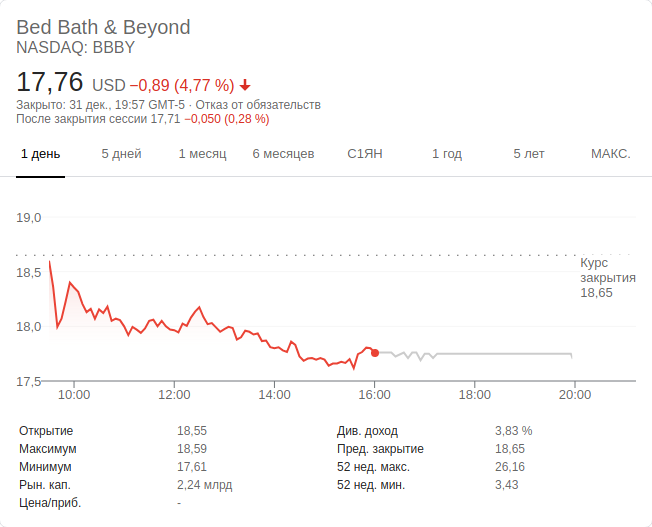 Bed Bath & Beyond
NASDAQ: BBBY
17,76 USD −0,89 (4,77 %)
Закрыто: 31 дек., 19:57 GMT-5 · Отказ от обязательств
После закрытия сессии 17,71 −0,050 (0,28 %)
1 день 5 дней 1 месяц 6 месяцев С1ЯН 1 год 5 лет МАКС.
19,0
Курс
закрытия
18,65
18,5
18,0
17,5
10:00 12:00 14:00 16:00 18:00 20:00
Открытие 18,55 Див. доход 3,83 %
Максимум 18,59 Пред. закрытие 18,65
Минимум 17,61 52 нед. макс. 26,16
Рын. кап. 2,24 млрд 52 нед. мин. 3,43
Цена/приб. -